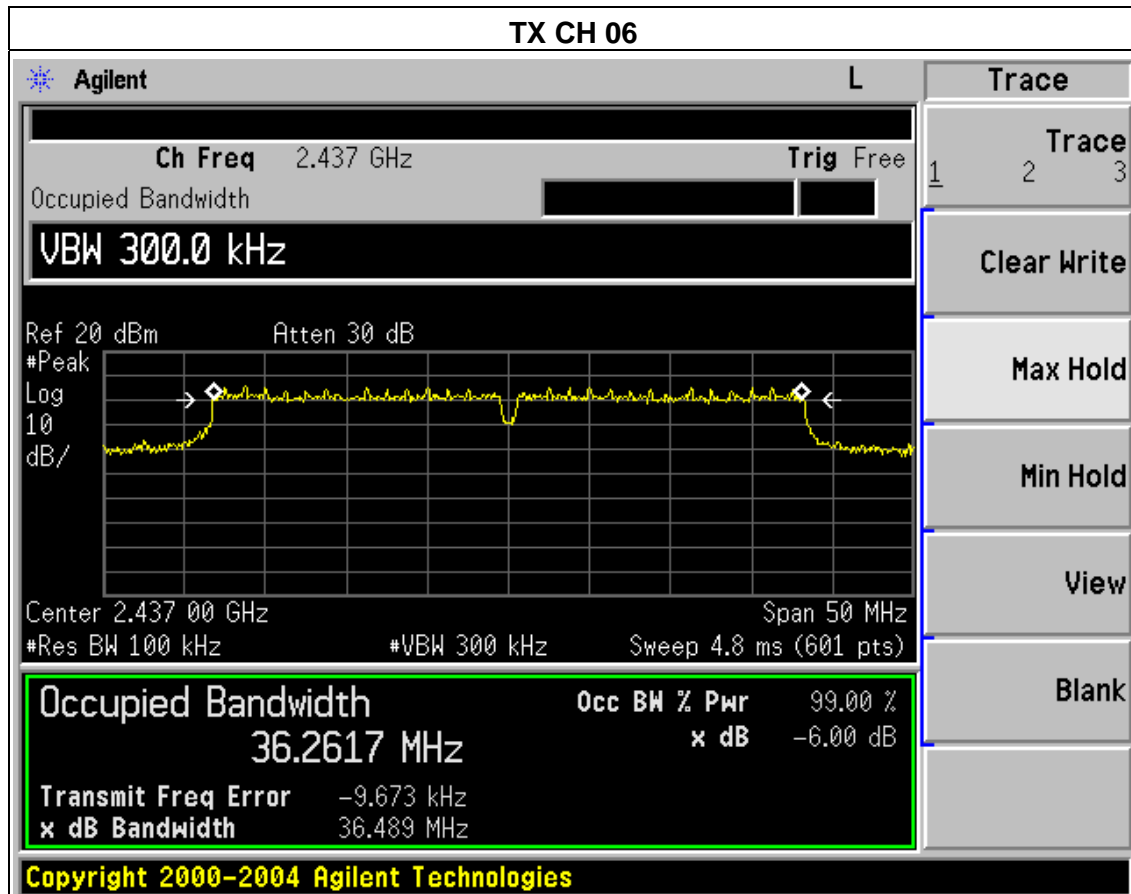 TX CH 06
Agilent L Trace
Ch Freq 2.437 GHz Trig Free
Occupied Bandwidth
VBW 300.0 kHz
Ref 20 dBm Atten 30 dB
#Peak
Log
10
dB/
Center 2.437 00 GHz Span 50 MHz
#Res BW 100 kHz #VBW 300 kHz Sweep 4.8 ms (601 pts)
Occupied Bandwidth Occ BW % Pwr 99.00 %
36.2617 MHz x dB -6.00 dB
Transmit Freq Error -9.673 kHz
x dB Bandwidth 36.489 MHz
Copyright 2000-2004 Agilent Technologies
Trace
1 2 3
Clear Write
Max Hold
Min Hold
View
Blank